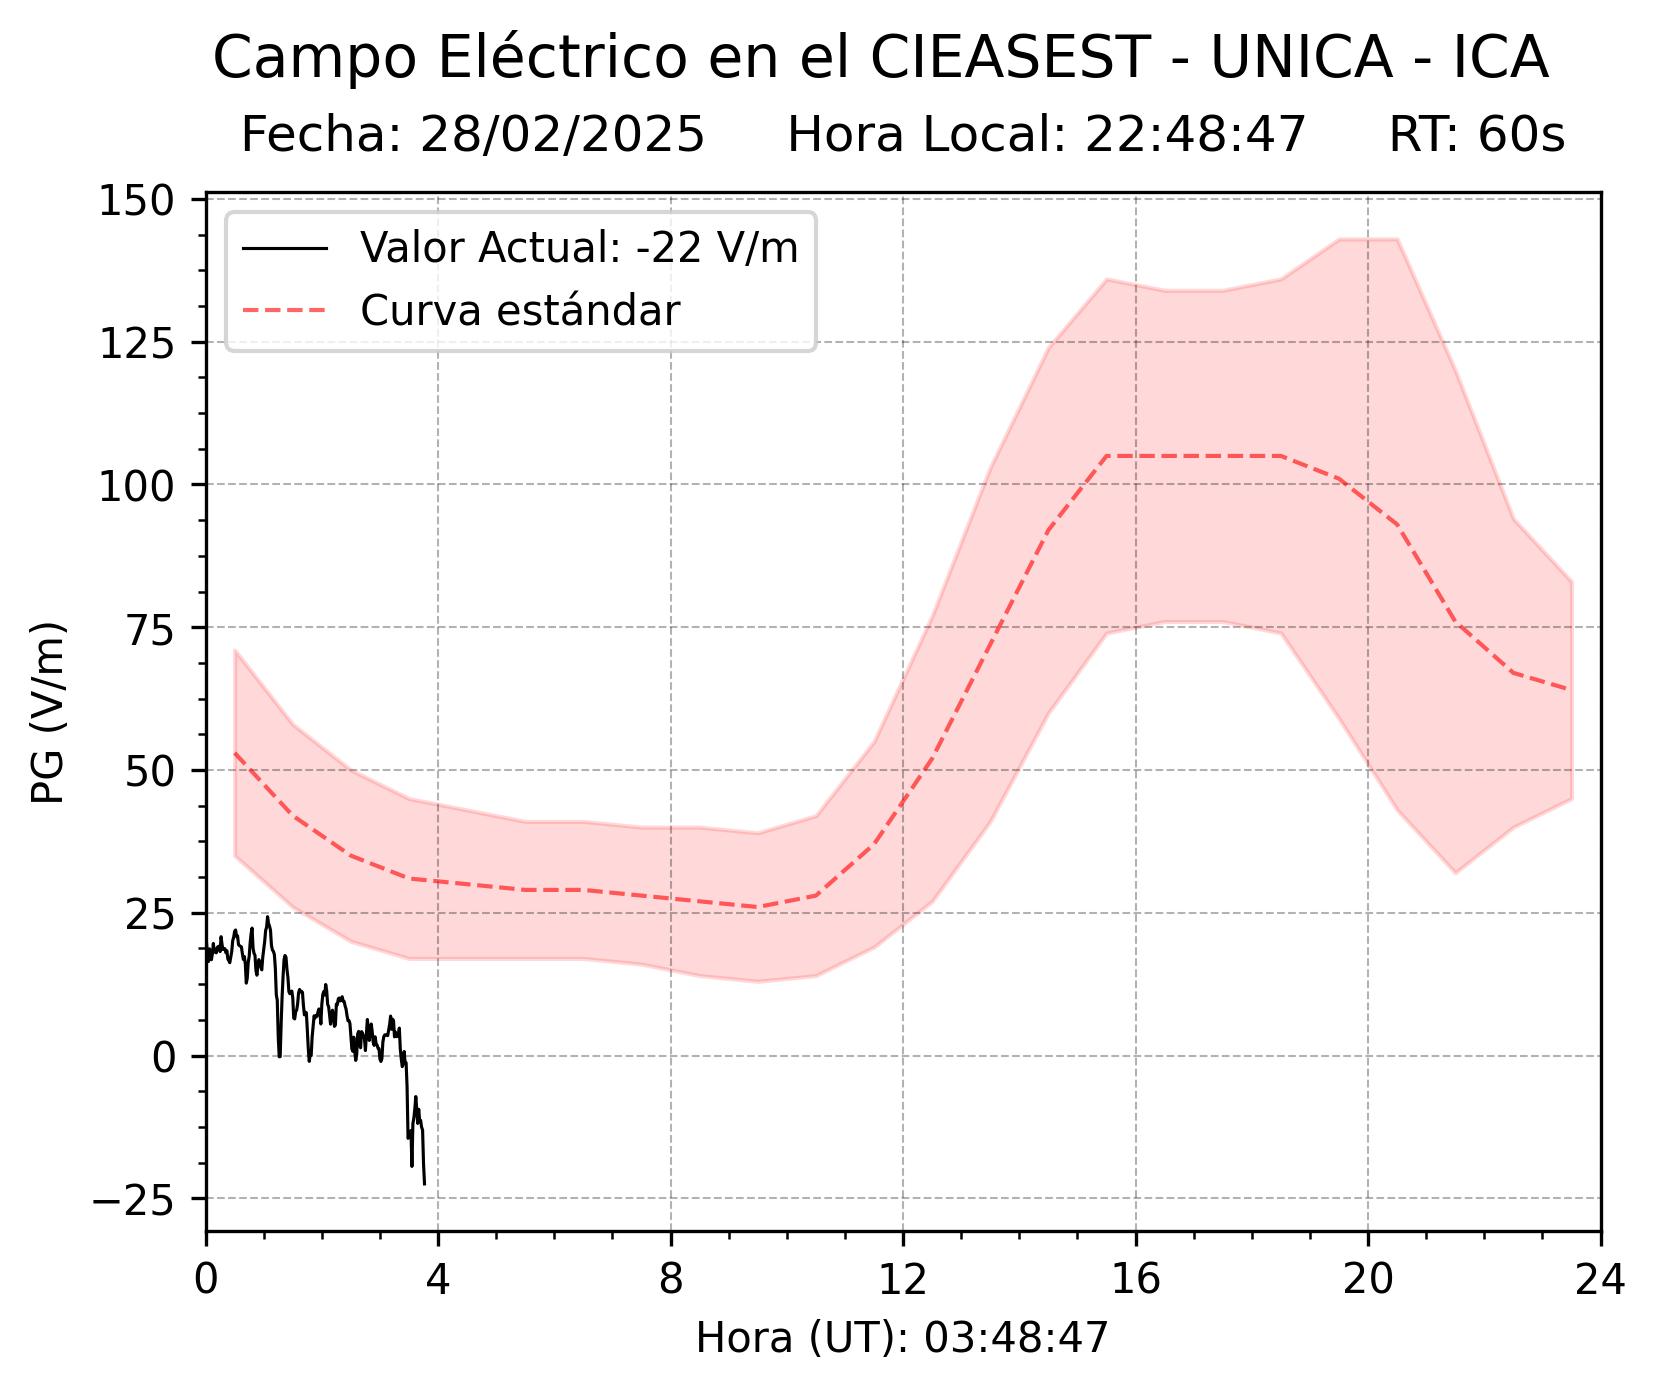 Campo Eléctrico en el CIEASEST - UNICA - ICA
Fecha: 28/02/2025 Hora Local: 22:48:47 RT: 60s
Valor Actual: -22 V/m
Curva estándar
150
125
100
75
50
25
0
−25
PG (V/m)
0 4 8 12 16 20 24
Hora (UT): 03:48:47